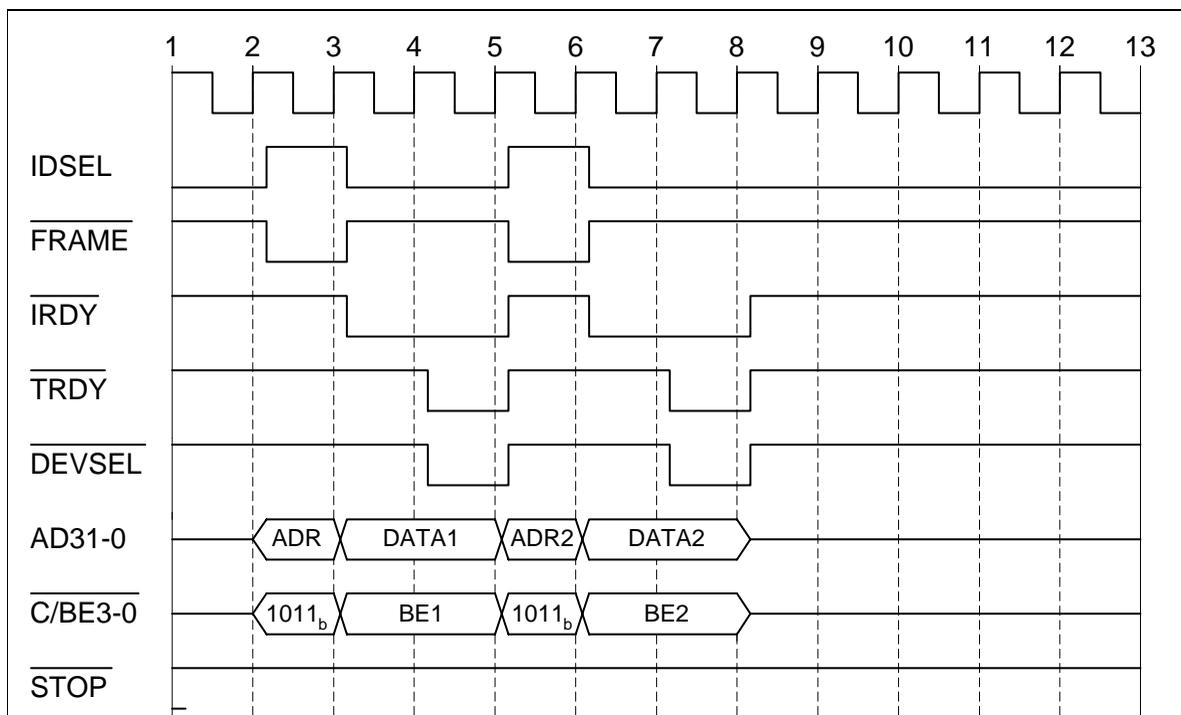 1 2 3 4 5 6 7 8 9 10 11 12 13
IDSEL
FRAME
IRDY
TRDY
DEVSEL
AD31-0 ADR DATA1 ADR2 DATA2
C/BE3-0 1011b BE1 1011b BE2
STOP